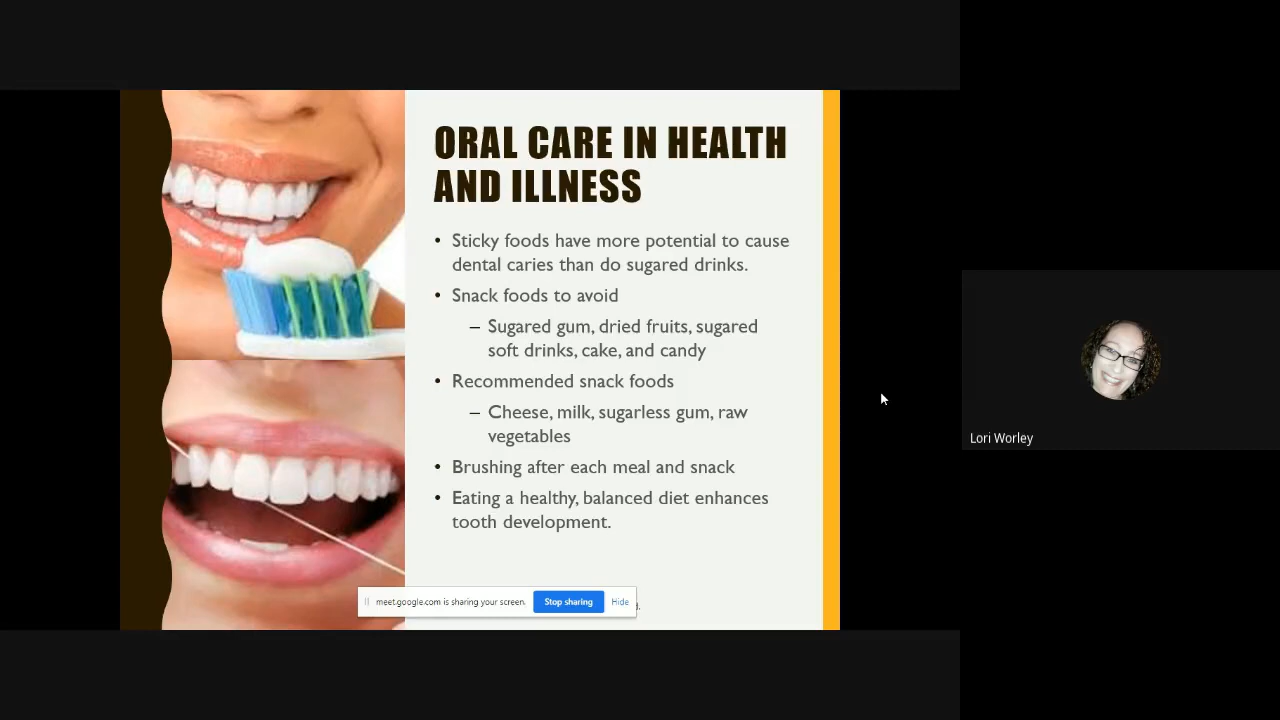 ORAL CARE IN HEALTH
AND ILLNESS
• Sticky foods have more potential to cause
dental caries than do sugared drinks.
• Snack foods to avoid
– Sugared gum, dried fruits, sugared
soft drinks, cake, and candy
• Recommended snack foods
– Cheese, milk, sugarless gum, raw
vegetables
• Brushing after each meal and snack
• Eating a healthy, balanced diet enhances
tooth development.
meet.google.com is sharing your screen. Stop sharing Hide
Lori Worley